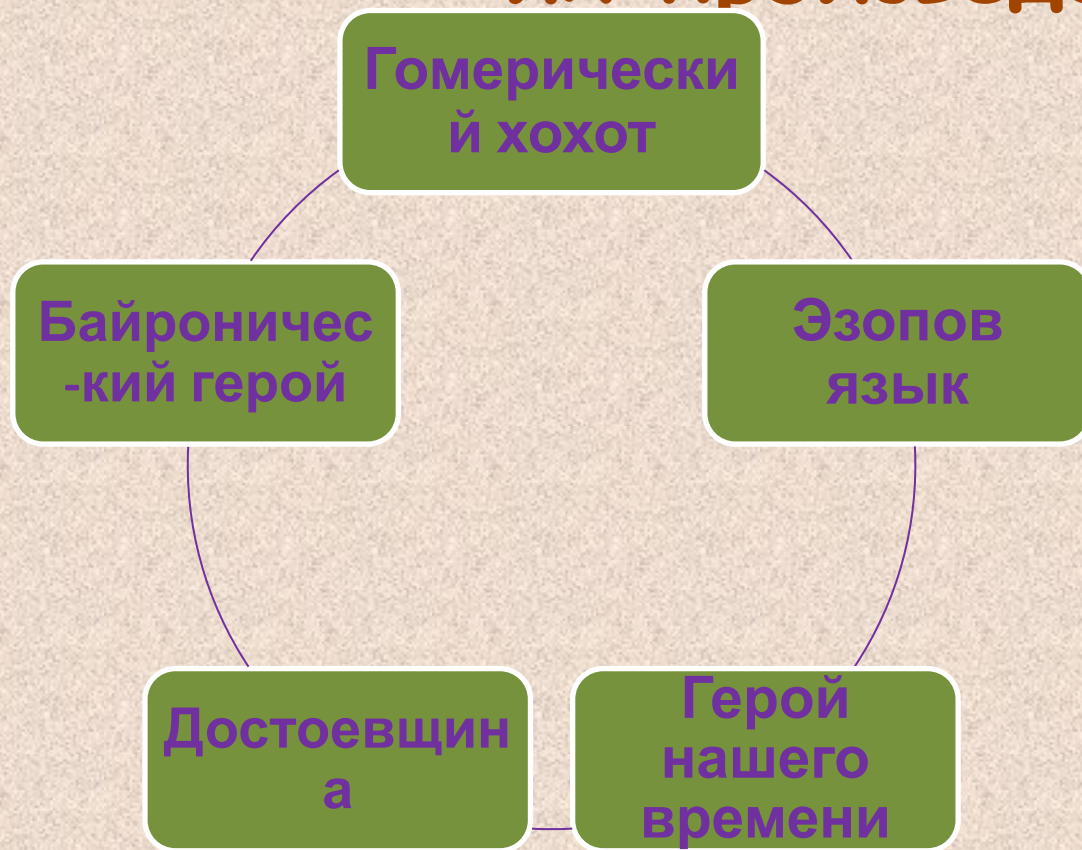 Гомерически
й хохот
Эзопов
язык
Герой
нашего
времени
Достоевщин
а
Байроничес
-кий герой